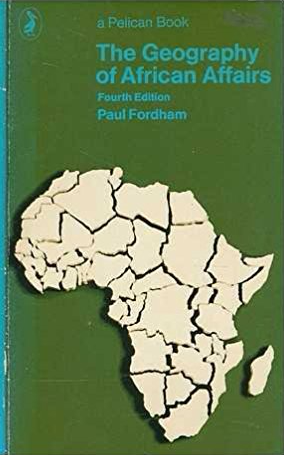 a Pelican Book
The Geography
of African Affairs
Fourth Edition
Paul Fordham